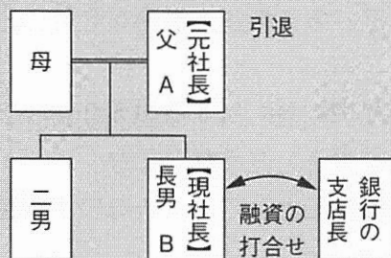 母
【元社長】
父 A
引退
二男
【現社長】
長男 B
融資の
打合せ
銀行の
支店長